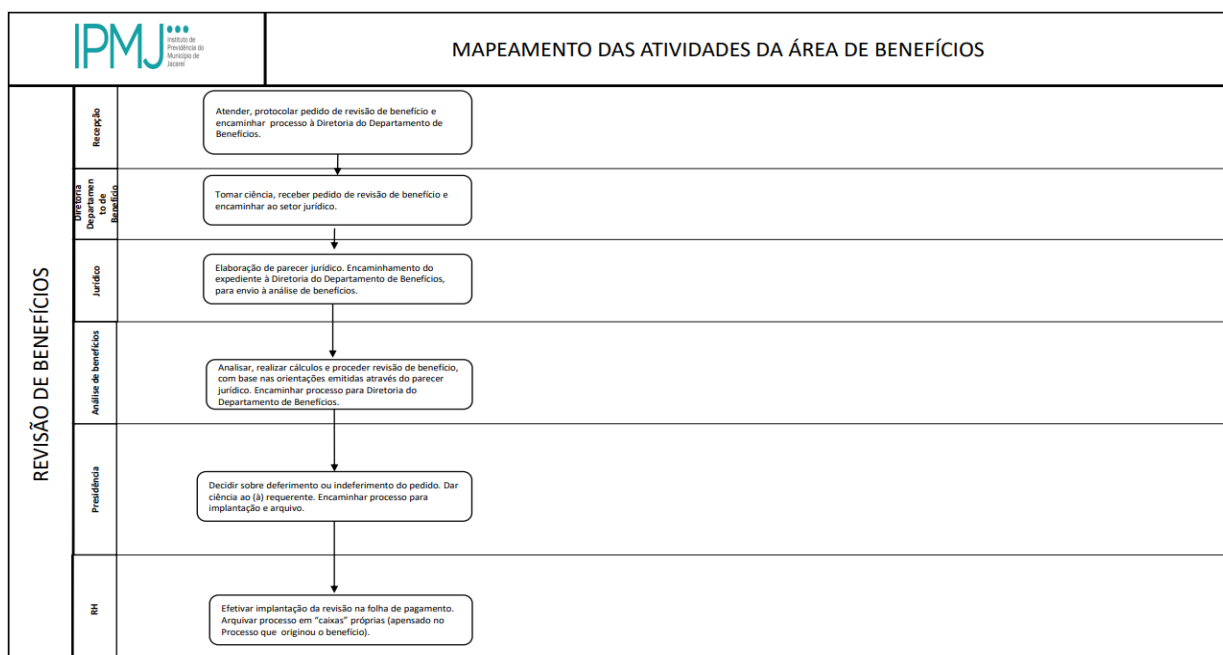 IPMJ
Instituto de
Previdência do
Município de
Jacareí
MAPEAMENTO DAS ATIVIDADES DA ÁREA DE BENEFÍCIOS
REVISÃO DE BENEFÍCIOS
Recepção
Atender, protocolar pedido de revisão de benefício e
encaminhar processo à Diretoria do Departamento de
Benefícios.
Diretoria
Departamen
to de
Benefício
Tomar ciência, receber pedido de revisão de benefício e
encaminhar ao setor jurídico.
Jurídico
Elaboração de parecer jurídico. Encaminhamento do
expediente à Diretoria do Departamento de Benefícios,
para envio à análise de benefícios.
Análise de benefícios
Analisar, realizar cálculos e proceder revisão de benefício,
com base nas orientações emitidas através do parecer
jurídico. Encaminhar processo para Diretoria do
Departamento de Benefícios.
Presidência
Decidir sobre deferimento ou indeferimento do pedido. Dar
ciência ao (à) requerente. Encaminhar processo para
implantação e arquivo.
RH
Efetivar implantação da revisão na folha de pagamento.
Arquivar processo em “caixas” próprias (apensado no
Processo que originou o benefício).